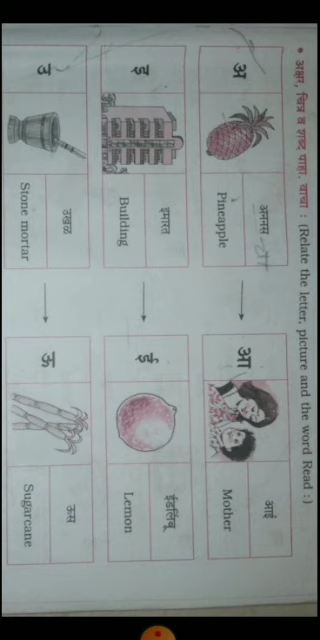 • अक्षर, चित्र व शब्द पाहा. वाचा : (Relate the letter, picture and the word Read :)
अ
अननस
Pineapple
→
आ
आई
Mother
इ
इमारत
Building
→
ई
ईडलिंबू
Lemon
उ
उखळ
Stone mortar
→
ऊ
ऊस
Sugarcane